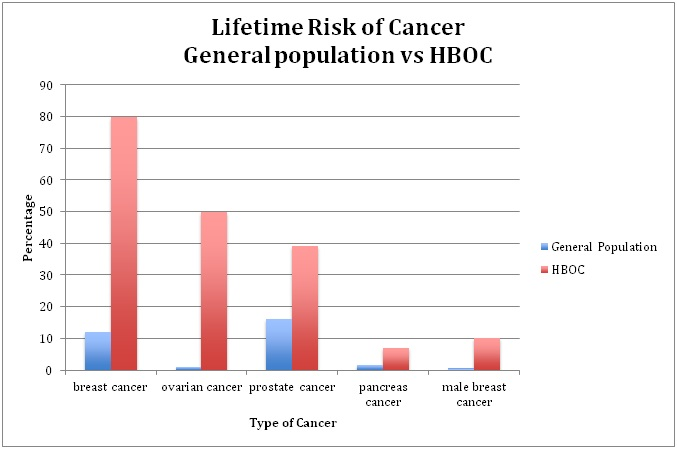 Lifetime Risk of Cancer
General population vs HBOC
90
80
70
60
50
40
30
20
10
0
Percentage
breast cancer
ovarian cancer
prostate cancer
pancreas
cancer
male breast
cancer
Type of Cancer
General Population
HBOC